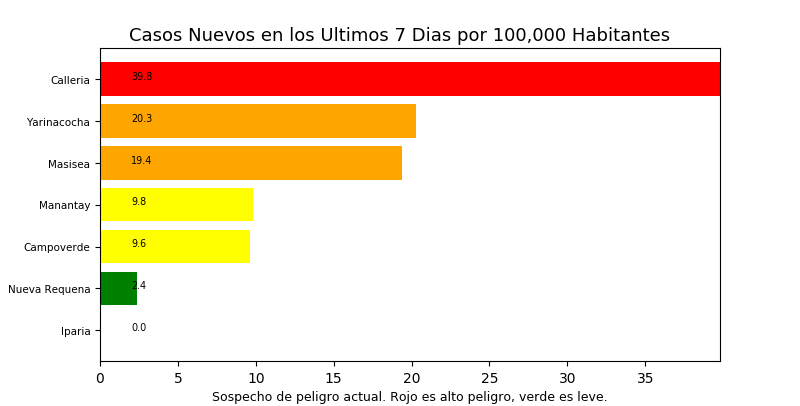 Casos Nuevos en los Ultimos 7 Dias por 100,000 Habitantes
Calleria 39.8
Yarinacocha 20.3
Masisea 19.4
Manantay 9.8
Campoverde 9.6
Nueva Requena 2.4
Iparia 0.0
0 5 10 15 20 25 30 35
Sospecho de peligro actual. Rojo es alto peligro, verde es leve.